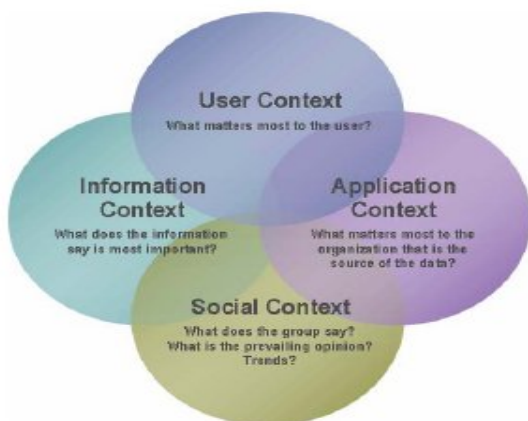 User Context
What matters most to the user?
Information
Context
What does the information
say is most important?
Application
Context
What matters most to the
organization that is the
source of the data?
Social Context
What does the group say?
What is the prevailing opinion?
Trends?